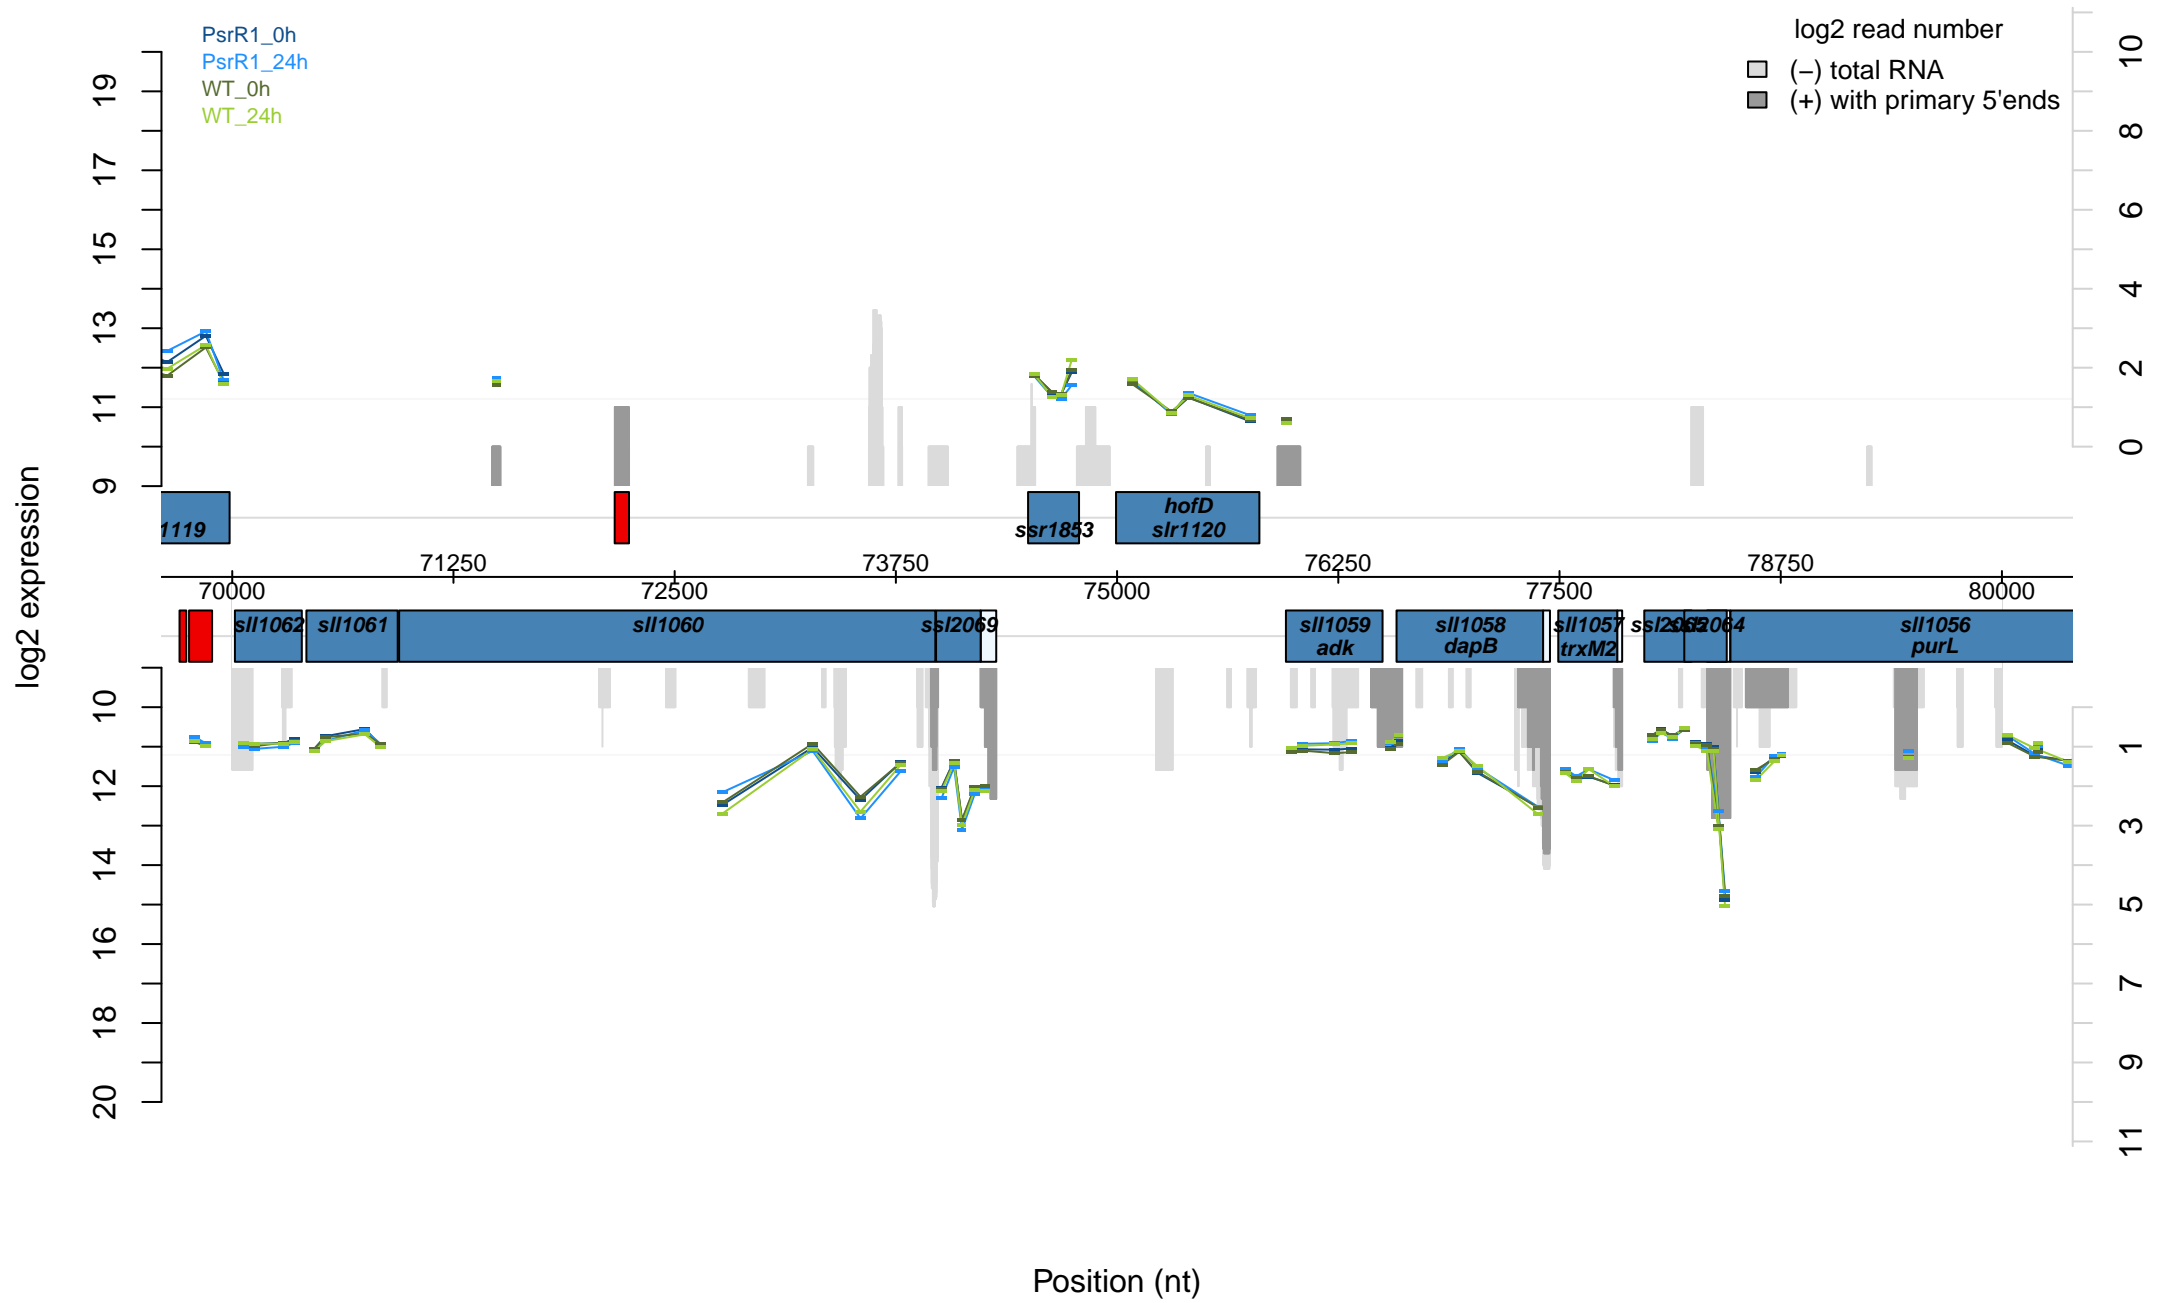 PsrR1_0h
PsrR1_24h
WT_0h
WT_24h
log2 read number
(−) total RNA
(+) with primary 5'ends
19
17
15
13
11
9
10
8
6
4
2
0
log2 expression
1119
ssr1853
hofD
slr1120
71250
73750
76250
78750
70000
72500
75000
77500
80000
sll1062
sll1061
sll1060
ssl2069
sll1059
adk
sll1058
dapB
sll1057
trxM2
ssl2065
ssl2064
sll1056
purL
10
12
14
16
18
20
1
3
5
7
9
11
Position (nt)